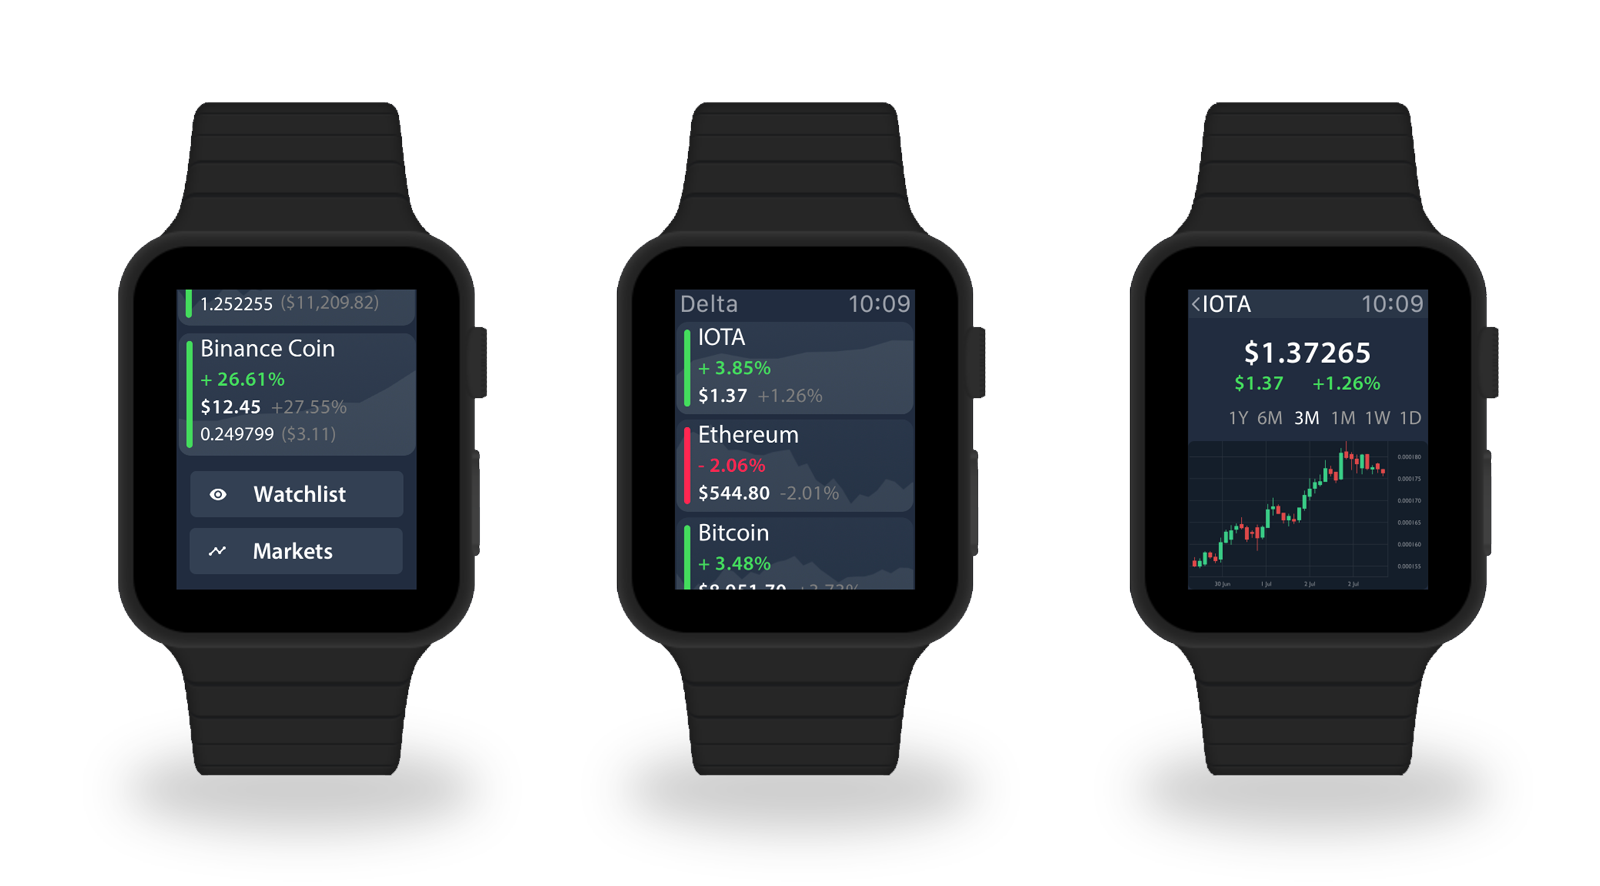 1.252255 ($11,209.82)
Binance Coin
+ 26.61%
$12.45 +27.55%
0.249799 ($3.11)
Watchlist
Markets
Delta 10:09
IOTA
+ 3.85%
$1.37 +1.26%
Ethereum
- 2.06%
$544.80 -2.01%
Bitcoin
+ 3.48%
<IOTA 10:09
$1.37265
$1.37 +1.26%
1Y 6M 3M 1M 1W 1D
0.000180
0.000175
0.000170
0.000165
0.000160
0.000155
30 Jun 1 Jul 2 Jul 2 Jul